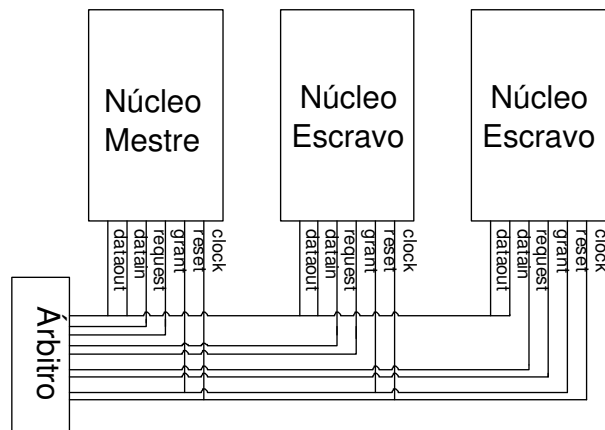 Núcleo
Mestre
Núcleo
Escravo
Núcleo
Escravo
dataout
datain
request
grant
reset
clock
dataout
datain
request
grant
reset
clock
dataout
datain
request
grant
reset
clock
Árbitro